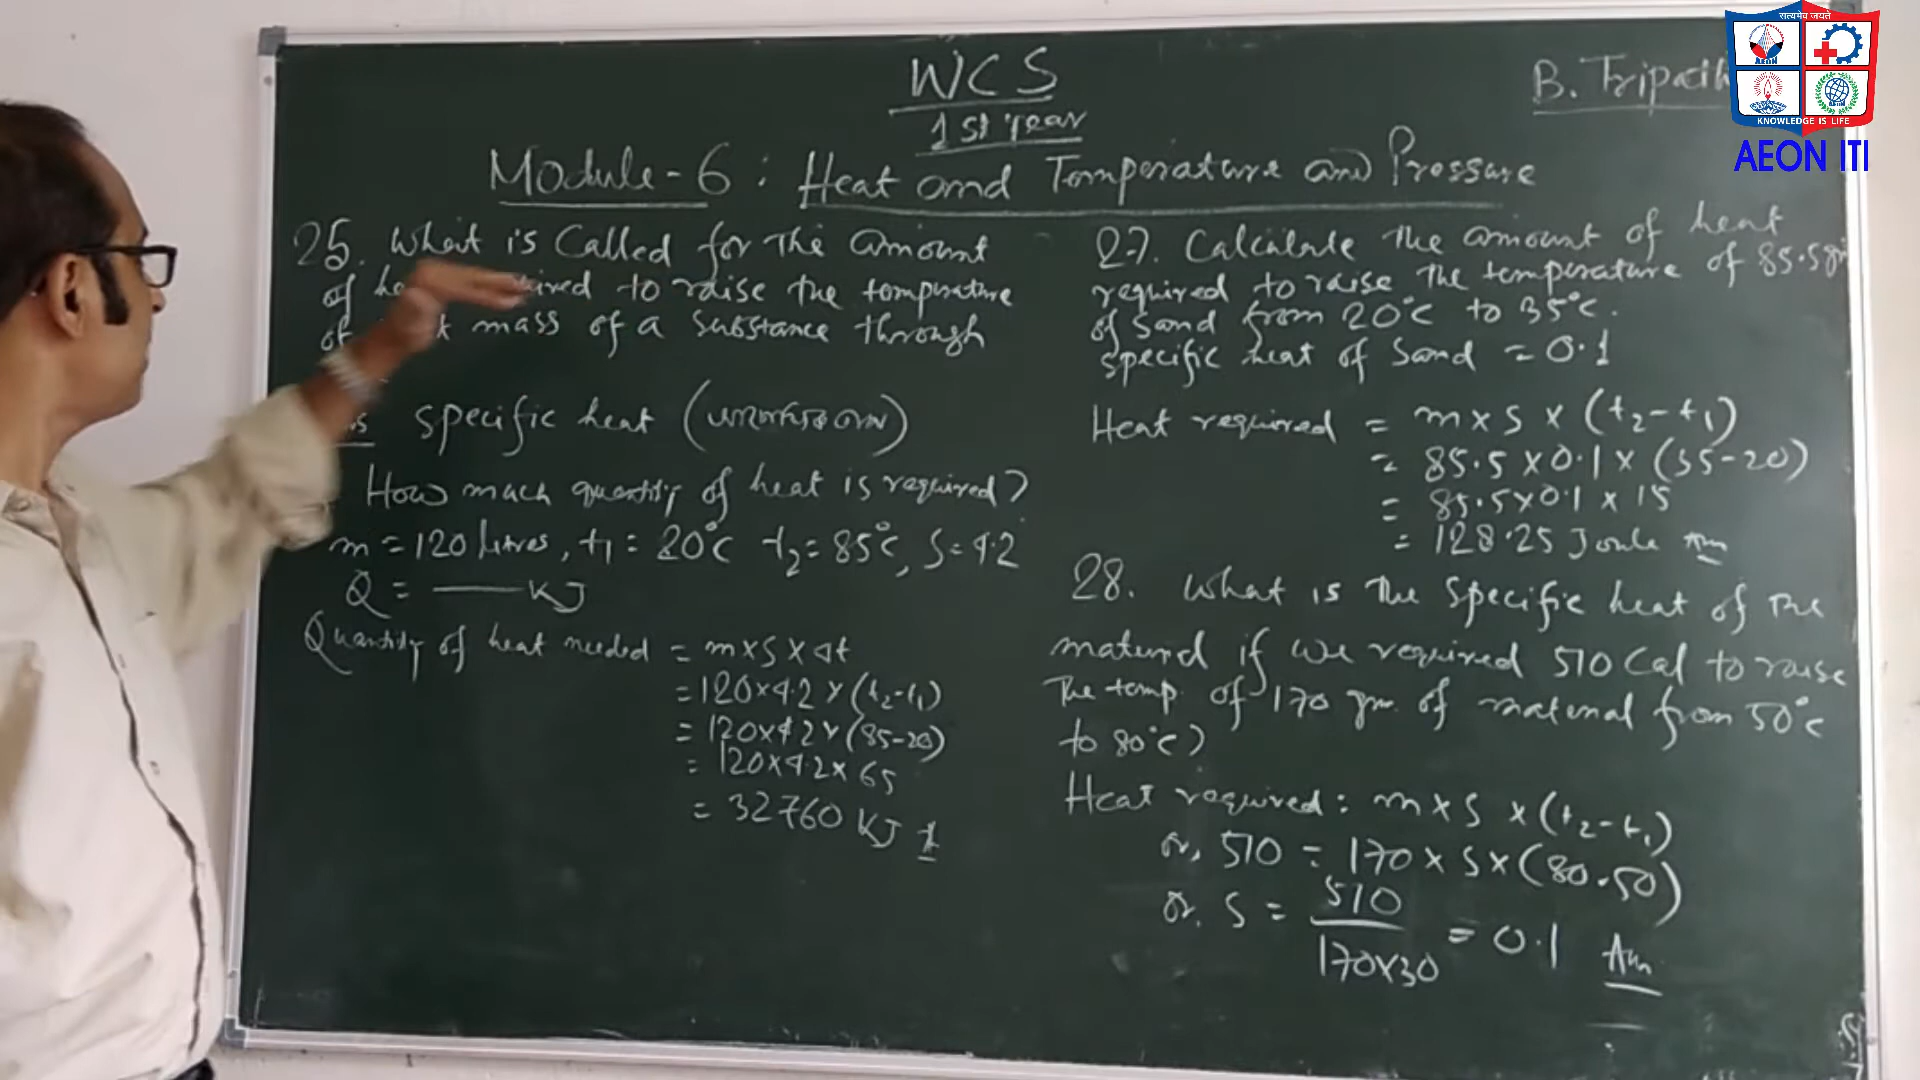 WCS
1st Year
B. Tripath
सत्यमेव जयते
AEON
KNOWLEDGE IS LIFE
AEON ITI
Module-6 : Heat and Temperature and Pressure
25. What is Called for The amount
of required to raise the temperature
of mass of a substance through
specific heat
How much quantity of heat is required?
m = 120 litres, t₁ = 20°C t₂ = 85°C, S = 4.2
Q = —— KJ
Quantity of heat needed = m×S×Δt
= 120×4.2×(t₂-t₁)
= 120×4.2×(85-20)
= 120×4.2×65
= 32760 KJ
27. Calculate The amount of heat
required to raise The temperature of 85.5gm
of Sand from 20°C to 35°C.
specific heat of Sand = 0.1
Heat required = m×S×(t₂-t₁)
= 85.5×0.1×(35-20)
= 85.5×0.1×15
= 128.25 Joule Ans
28. What is The Specific heat of The
material if we required 510 Cal to raise
The temp. of 170 gm. of material from 50°C
to 80°C?
Heat required: m×S×(t₂-t₁)
or, 510 = 170×S×(80-50)
or, S = 510/170×30 = 0.1 Ans